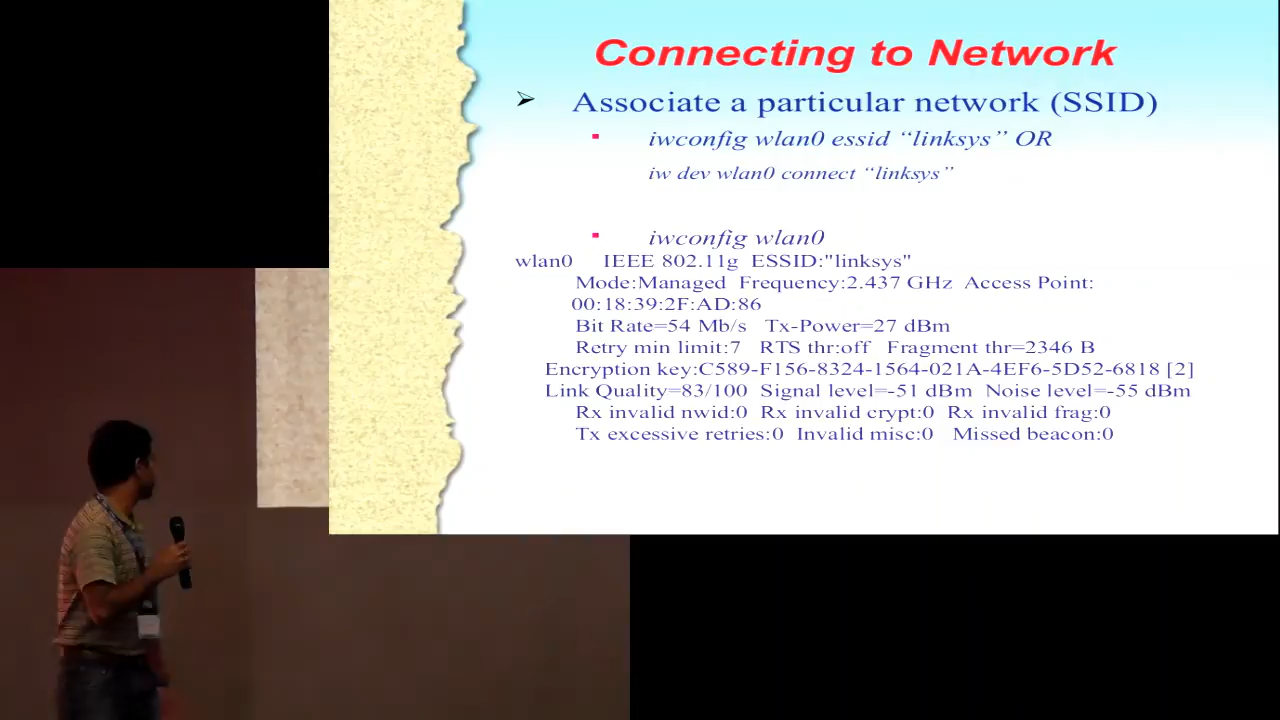 Connecting to Network
Associate a particular network (SSID)
iwconfig wlan0 essid “linksys” OR
iw dev wlan0 connect “linksys”
iwconfig wlan0
wlan0 IEEE 802.11g ESSID:"linksys"
Mode:Managed Frequency:2.437 GHz Access Point:
00:18:39:2F:AD:86
Bit Rate=54 Mb/s Tx-Power=27 dBm
Retry min limit:7 RTS thr:off Fragment thr=2346 B
Encryption key:C589-F156-8324-1564-021A-4EF6-5D52-6818 [2]
Link Quality=83/100 Signal level=-51 dBm Noise level=-55 dBm
Rx invalid nwid:0 Rx invalid crypt:0 Rx invalid frag:0
Tx excessive retries:0 Invalid misc:0 Missed beacon:0